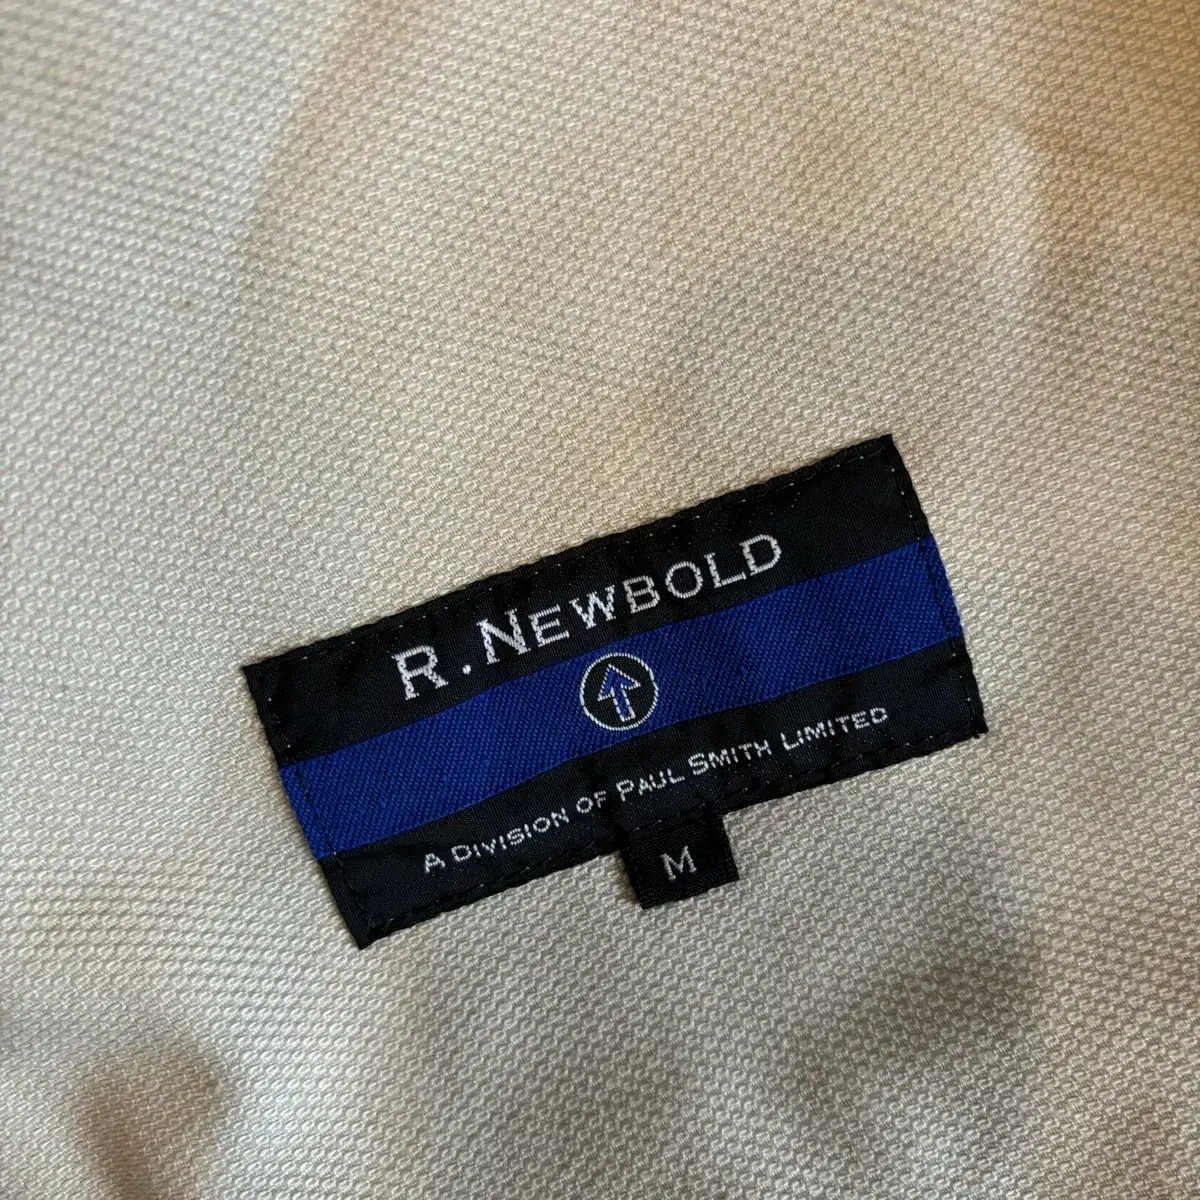 R. NEWBOLD
A DIVISION OF PAUL SMITH LIMITED
M